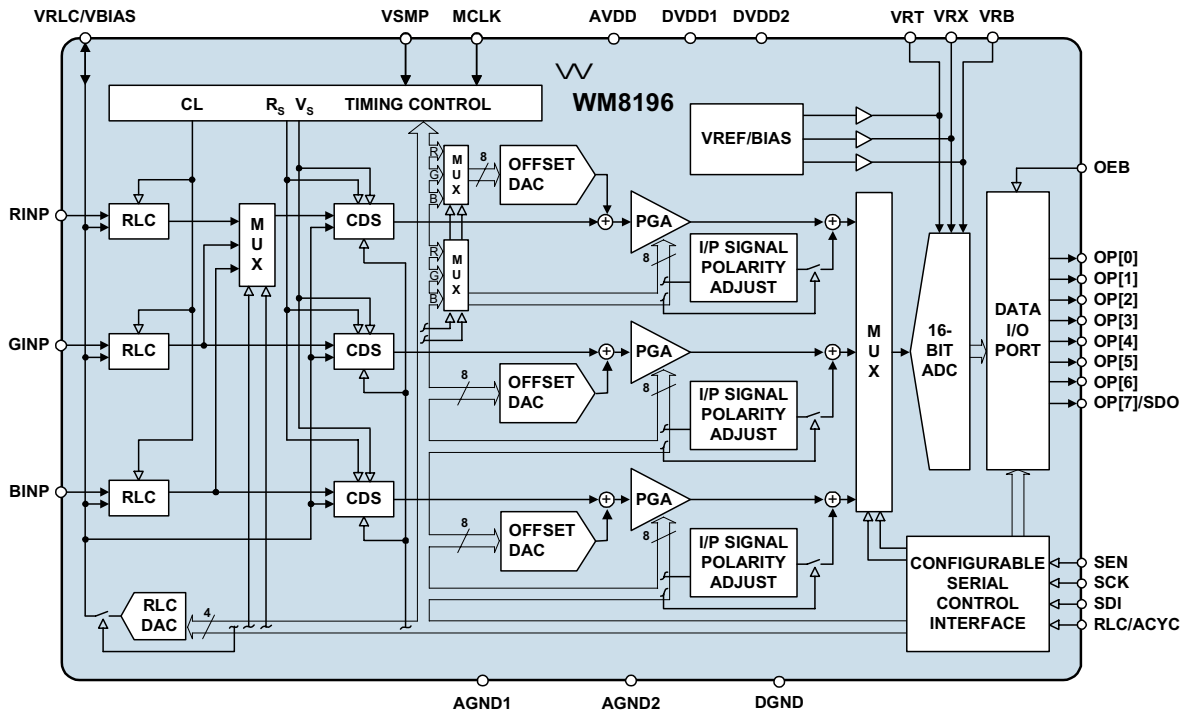 VRLC/VBIAS VSMP MCLK AVDD DVDD1 DVDD2 VRT VRX VRB
WM8196
CL RS VS TIMING CONTROL
VREF/BIAS
R
G
B
MUX
8
OFFSET
DAC
OEB
RINP
RLC
MUX
CDS
PGA
R
G
B
MUX
8
I/P SIGNAL
POLARITY
ADJUST
MUX
16-
BIT
ADC
DATA
I/O
PORT
OP[0]
OP[1]
OP[2]
OP[3]
OP[4]
OP[5]
OP[6]
OP[7]/SDO
GINP
RLC
CDS
PGA
8
OFFSET
DAC
8
I/P SIGNAL
POLARITY
ADJUST
BINP
RLC
CDS
PGA
8
OFFSET
DAC
8
I/P SIGNAL
POLARITY
ADJUST
CONFIGURABLE
SERIAL
CONTROL
INTERFACE
SEN
SCK
SDI
RLC/ACYC
RLC
DAC
4
AGND1 AGND2 DGND